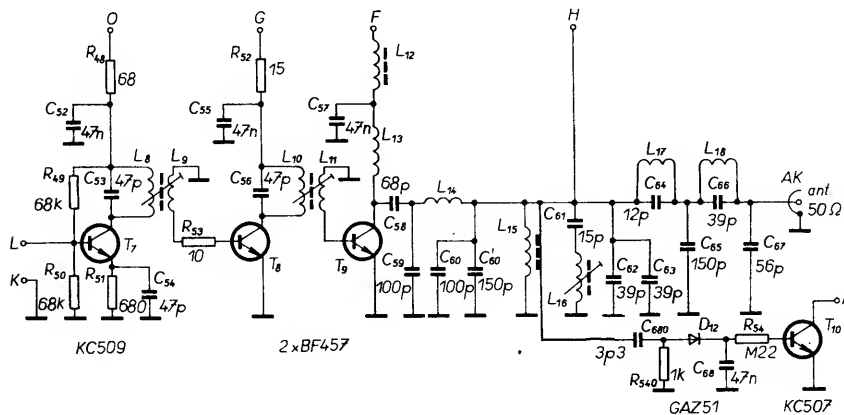 O
G
F
H
R48
68
R52
15
L12
C52
47n
C55
47n
C57
47n
L13
L8
L9
L10
L11
L17
L18
AK
ant
50Ω
R49
68k
C53
47p
C56
47p
68p
C58
L14
C64
12p
C66
39p
L
T7
R53
10
T8
T9
C59
100p
C60
100p
C'60
150p
L15
C61
15p
L16
C62
39p
C63
39p
C65
150p
C67
56p
K
R50
68k
R51
680
C54
47p
KC509
2xBF457
3p3
C680
D12
R54
M22
T10
R540
1k
C68
47n
GAZ51
KC507